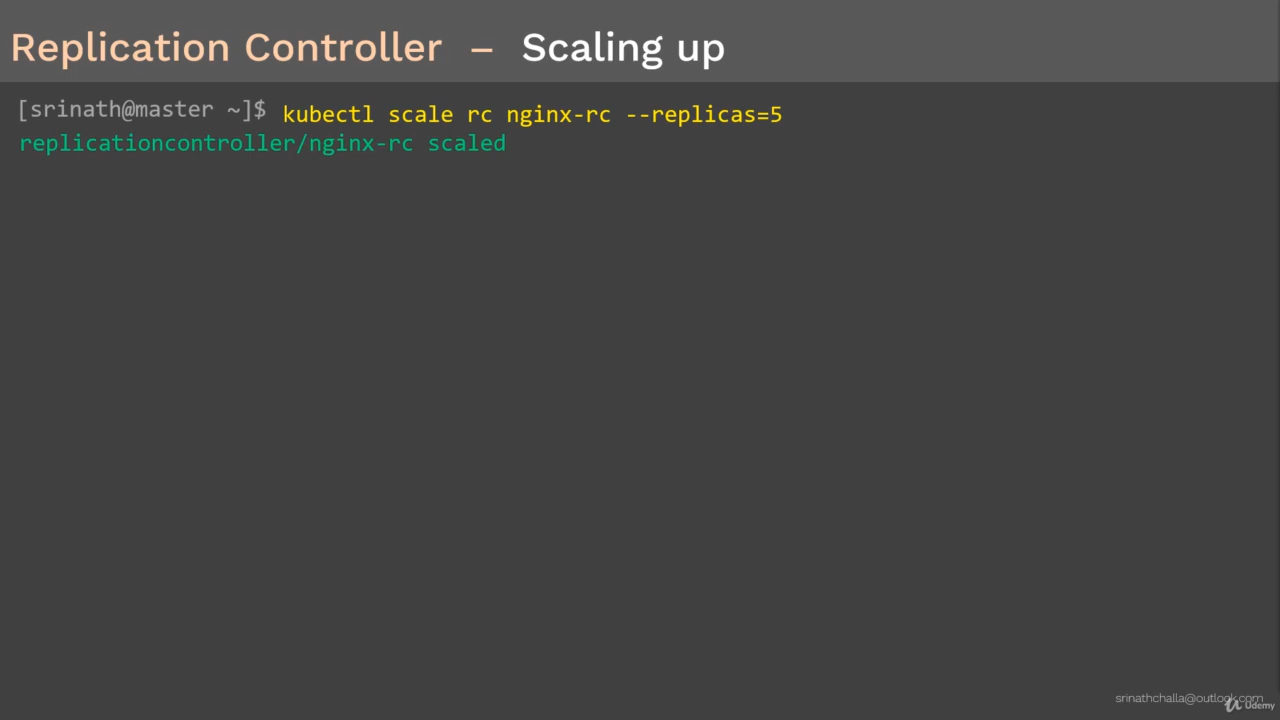 Replication Controller – Scaling up
[srinath@master ~]$ kubectl scale rc nginx-rc --replicas=5
replicationcontroller/nginx-rc scaled
srinathchalla@outlook.com
Udemy